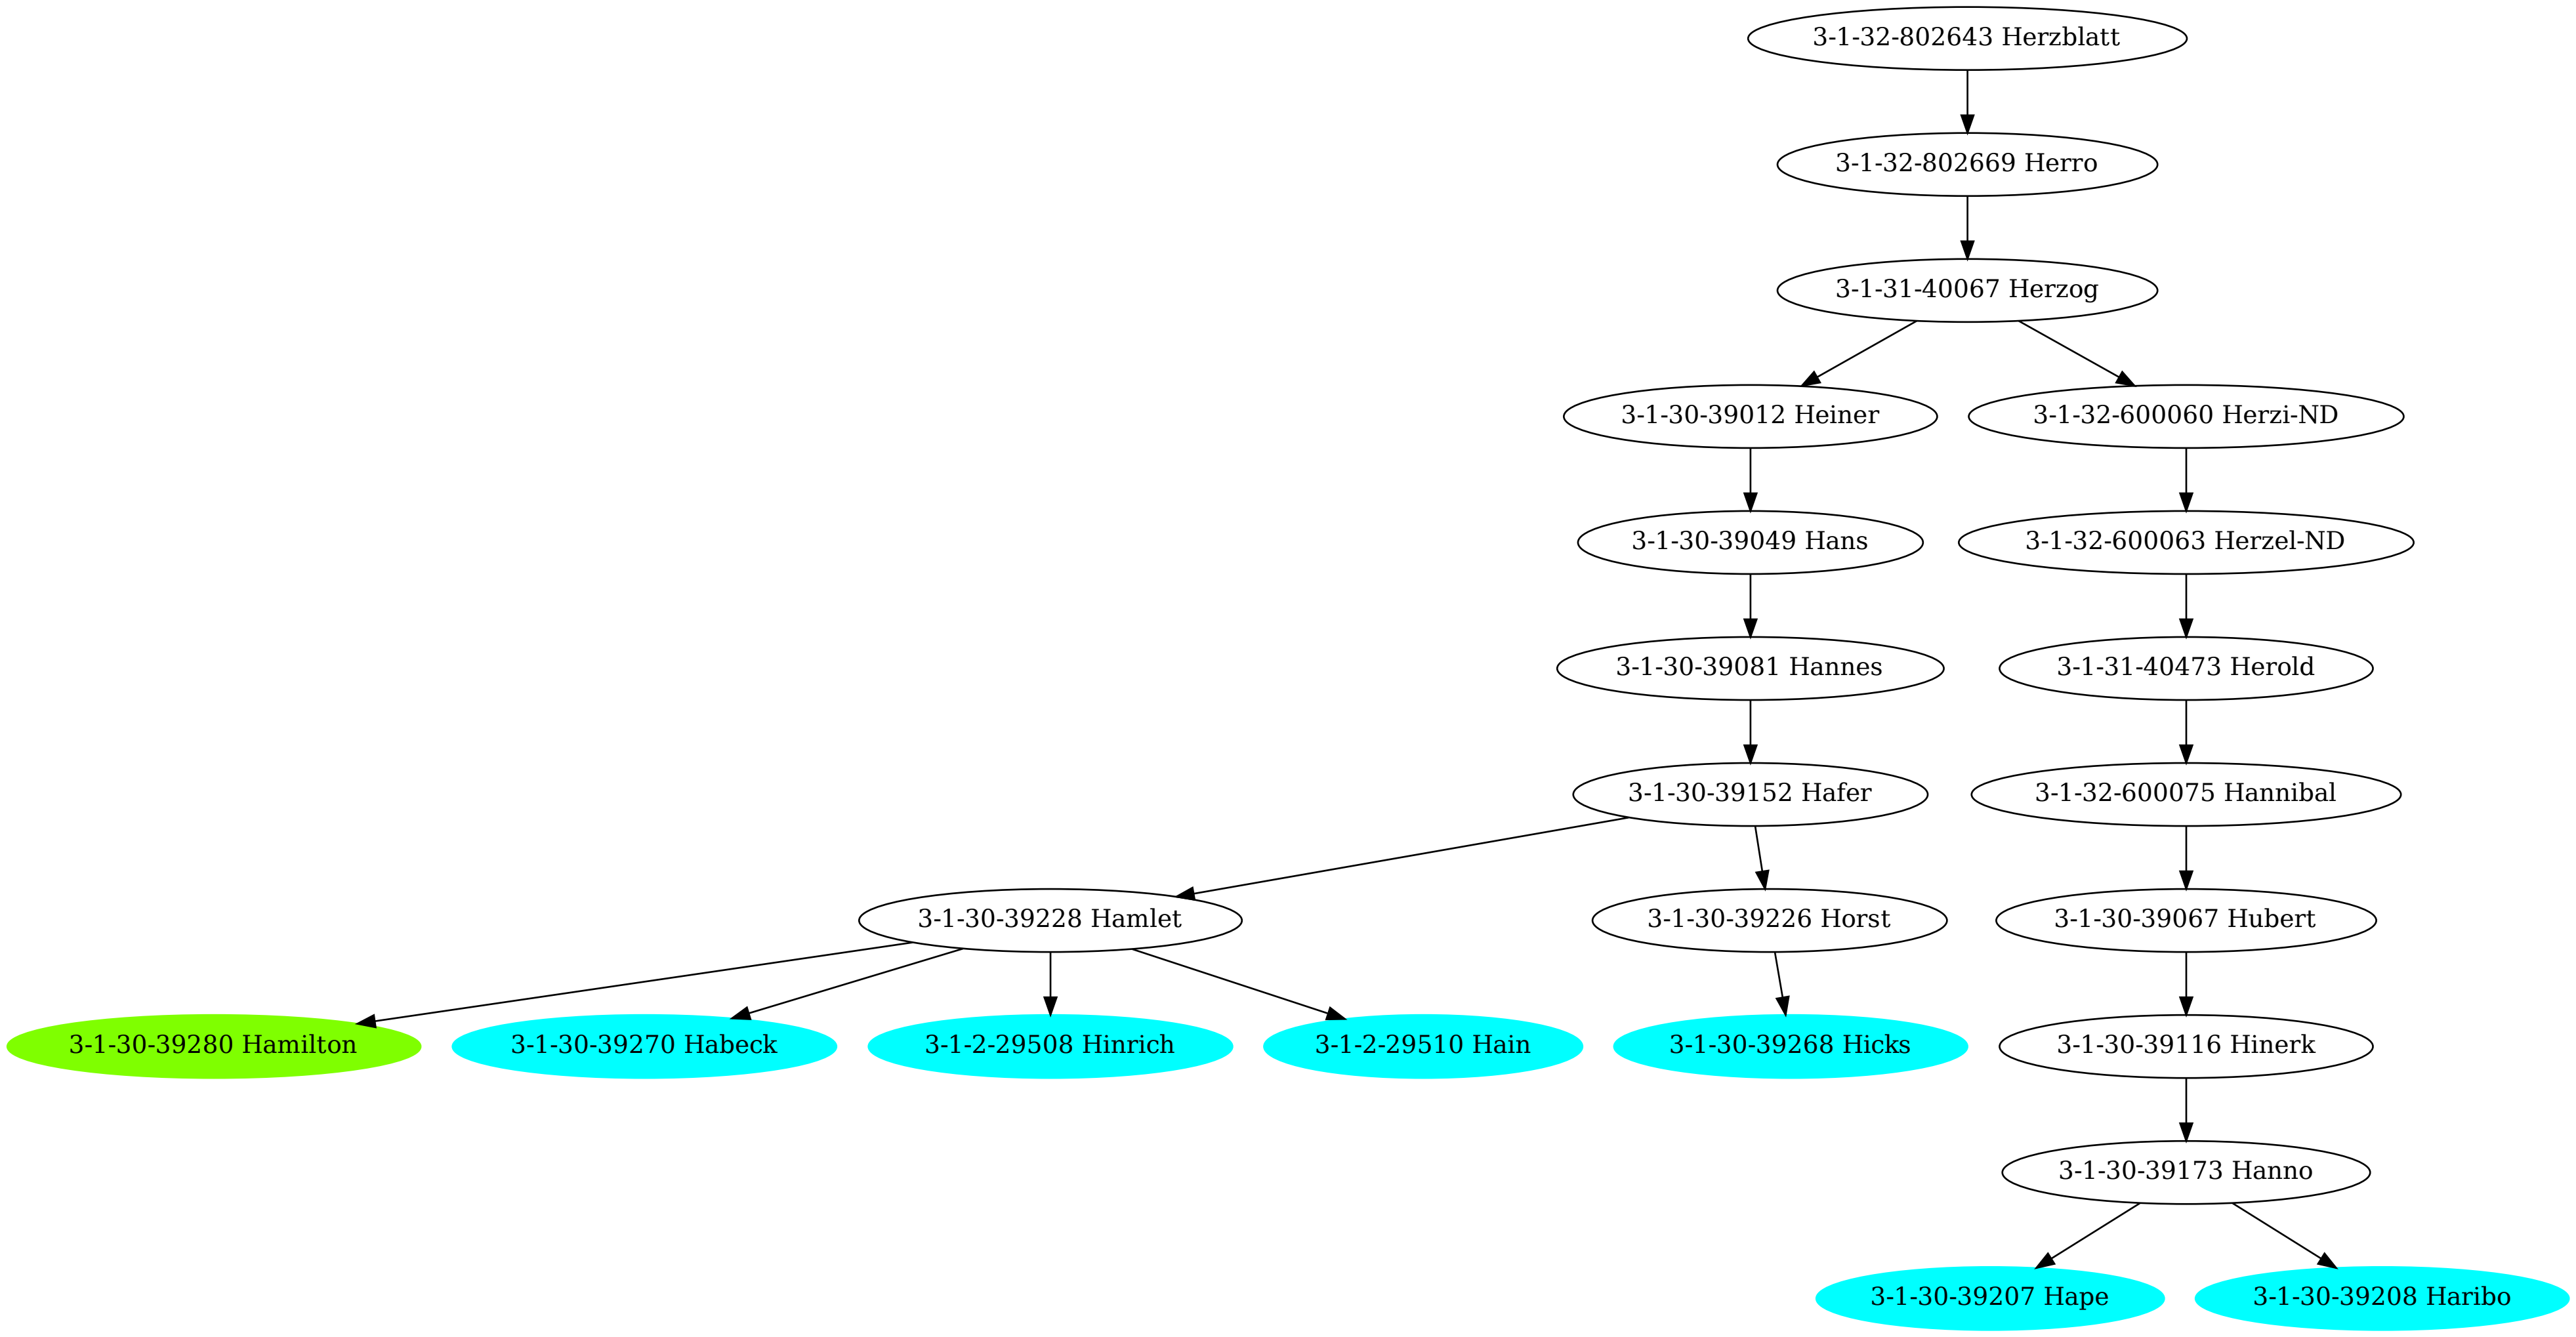 3-1-32-802643 Herzblatt
3-1-32-802669 Herro
3-1-31-40067 Herzog
3-1-30-39012 Heiner
3-1-32-600060 Herzi-ND
3-1-30-39049 Hans
3-1-32-600063 Herzel-ND
3-1-30-39081 Hannes
3-1-31-40473 Herold
3-1-30-39152 Hafer
3-1-32-600075 Hannibal
3-1-30-39228 Hamlet
3-1-30-39226 Horst
3-1-30-39067 Hubert
3-1-30-39280 Hamilton
3-1-30-39270 Habeck
3-1-2-29508 Hinrich
3-1-2-29510 Hain
3-1-30-39268 Hicks
3-1-30-39116 Hinerk
3-1-30-39173 Hanno
3-1-30-39207 Hape
3-1-30-39208 Haribo